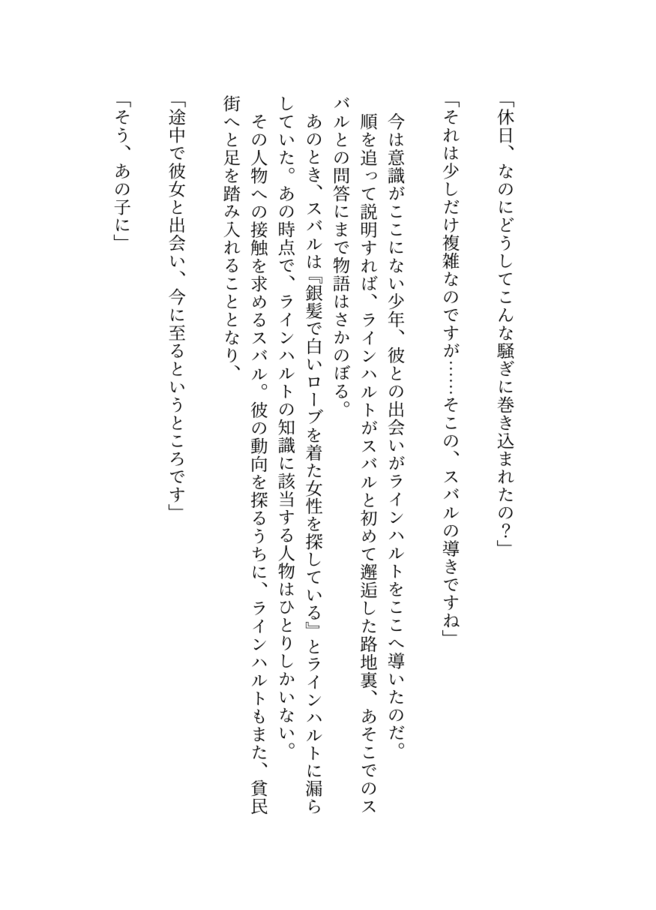 「休日、なのにどうしてこんな騒ぎに巻き込まれたの？」
「それは少しだけ複雑なのですが……そこの、スバルの導きですね」
　今は意識がここにない少年、彼との出会いがラインハルトをここへ導いたのだ。
　順を追って説明すれば、ラインハルトがスバルと初めて邂逅した路地裏、あそこでのス
バルとの問答にまで物語はさかのぼる。
　あのとき、スバルは『銀髪で白いローブを着た女性を探している』とラインハルトに漏ら
していた。あの時点で、ラインハルトの知識に該当する人物はひとりしかいない。
　その人物への接触を求めるスバル。彼の動向を探るうちに、ラインハルトもまた、貧民
街へと足を踏み入れることとなり、
「途中で彼女と出会い、今に至るというところです」
「そう、あの子に」